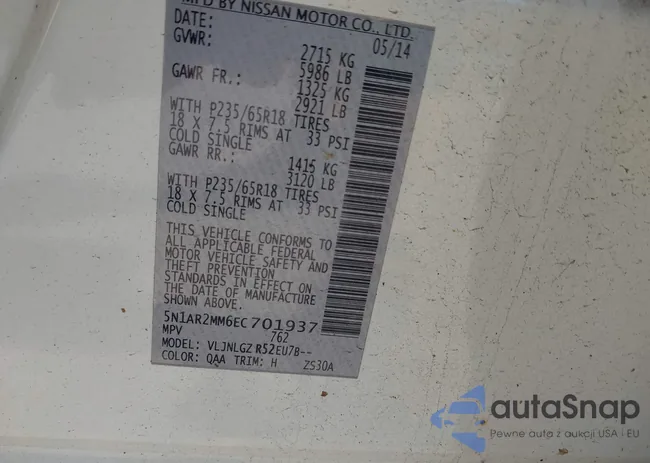 MFD BY NISSAN MOTOR CO., LTD.
DATE: 05/14
GVWR: 2715 KG
5986 LB
GAWR FR.: 1325 KG
2921 LB
WITH P235/65R18 TIRES
18 X 7.5 RIMS AT 33 PSI
COLD SINGLE
GAWR RR.: 1415 KG
3120 LB
WITH P235/65R18 TIRES
18 X 7.5 RIMS AT 33 PSI
COLD SINGLE
THIS VEHICLE CONFORMS TO
ALL APPLICABLE FEDERAL
MOTOR VEHICLE SAFETY AND
THEFT PREVENTION
STANDARDS IN EFFECT ON
THE DATE OF MANUFACTURE
SHOWN ABOVE.
5N1AR2MM6EC701937
MPV 762
MODEL: VLJNLGZ R52EU7B--
COLOR: QAA TRIM: H ZS30A
autaSnap
Pewne auta z aukcji USA - EU